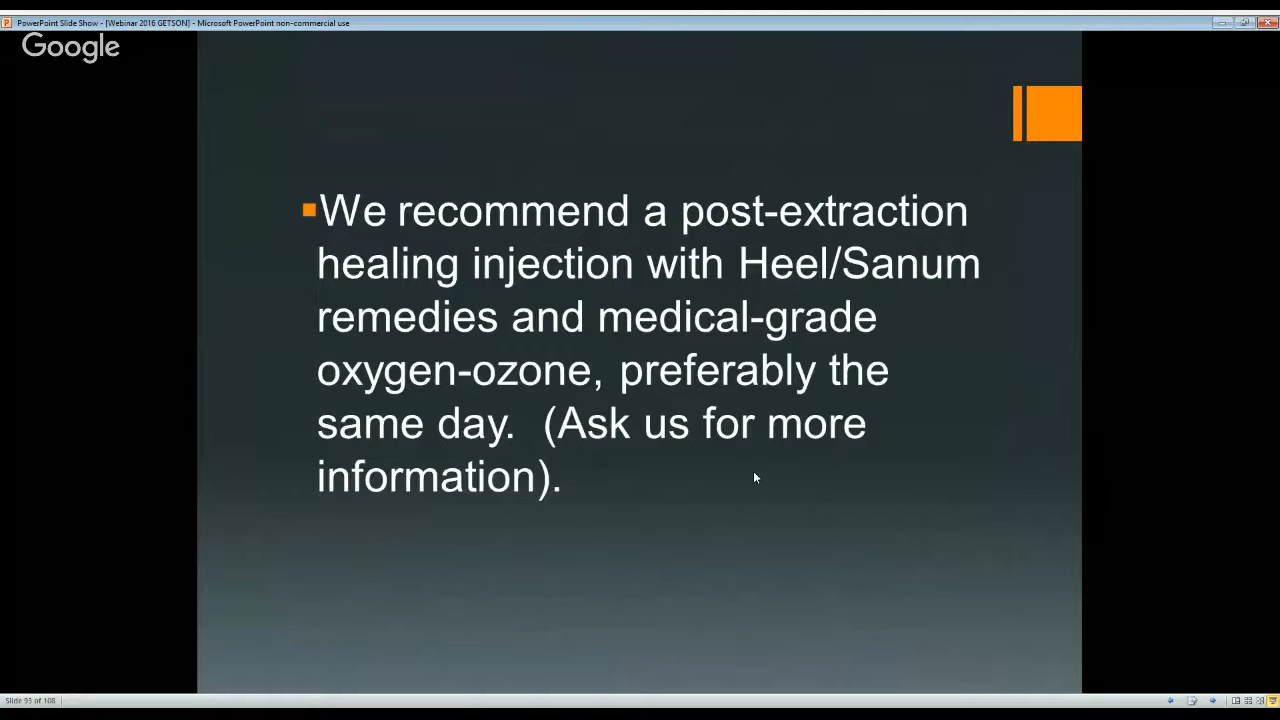 PowerPoint Slide Show - [Webinar 2016 GETSON] - Microsoft PowerPoint non-commercial use
Google
We recommend a post-extraction
healing injection with Heel/Sanum
remedies and medical-grade
oxygen-ozone, preferably the
same day.  (Ask us for more
information).
Slide 93 of 108